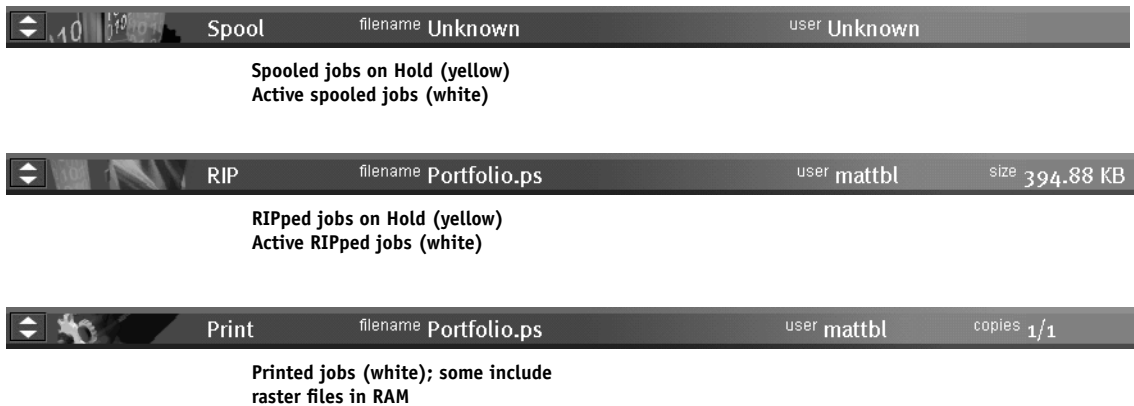 Spool filename Unknown user Unknown
Spooled jobs on Hold (yellow)
Active spooled jobs (white)
RIP filename Portfolio.ps user mattbl size 394.88 KB
RIPped jobs on Hold (yellow)
Active RIPped jobs (white)
Print filename Portfolio.ps user mattbl copies 1/1
Printed jobs (white); some include
raster files in RAM